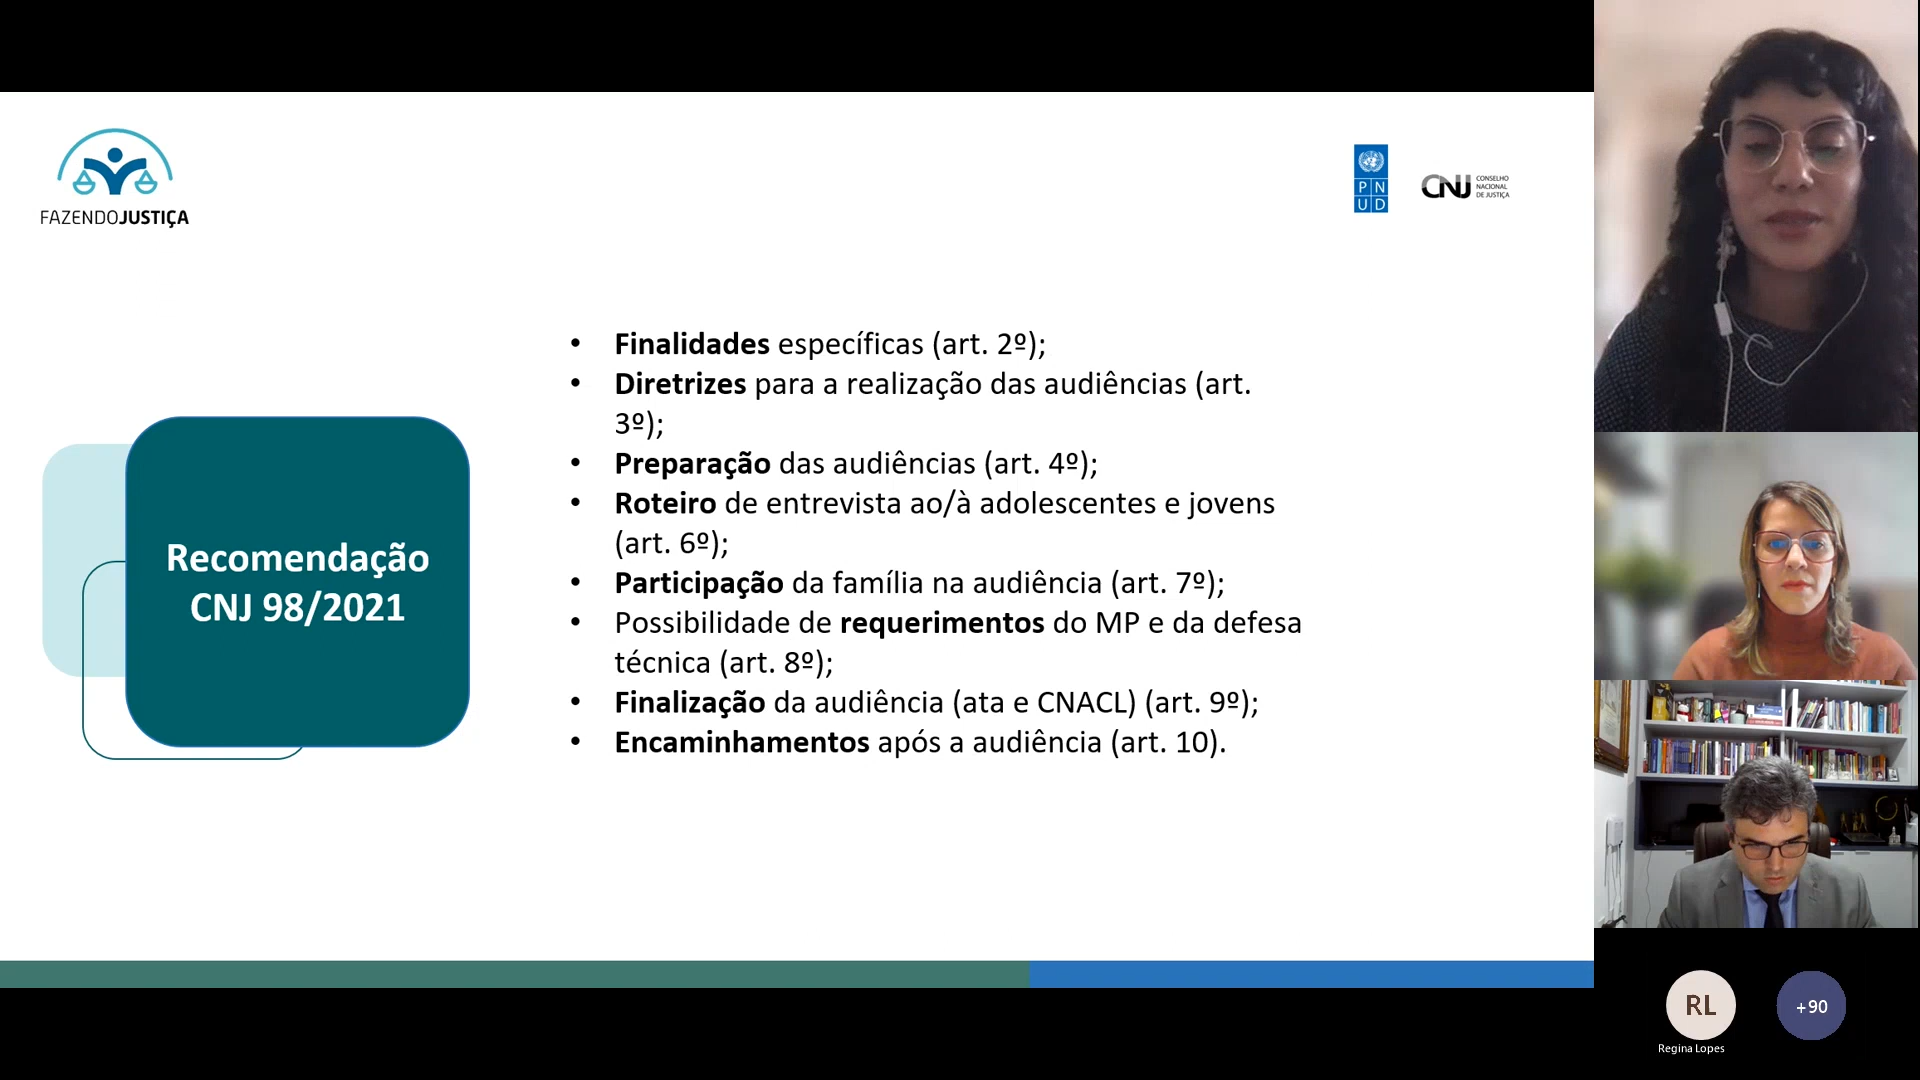 FAZENDOJUSTIÇA
PN
UD
CNJ
CONSELHO
NACIONAL
DE JUSTIÇA
Recomendação
CNJ 98/2021
• Finalidades específicas (art. 2º);
• Diretrizes para a realização das audiências (art.
3º);
• Preparação das audiências (art. 4º);
• Roteiro de entrevista ao/à adolescentes e jovens
(art. 6º);
• Participação da família na audiência (art. 7º);
• Possibilidade de requerimentos do MP e da defesa
técnica (art. 8º);
• Finalização da audiência (ata e CNACL) (art. 9º);
• Encaminhamentos após a audiência (art. 10).
RL
+90
Regina Lopes